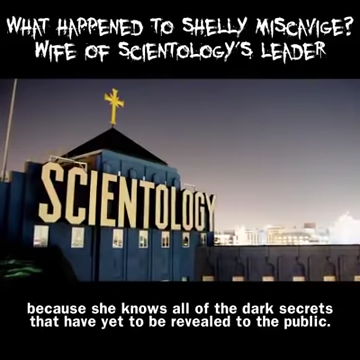 WHAT HAPPENED TO SHELLY MISCAVIGE?
WIFE OF SCIENTOLOGY'S LEADER
SCIENTOLOGY
because she knows all of the dark secrets
that have yet to be revealed to the public.